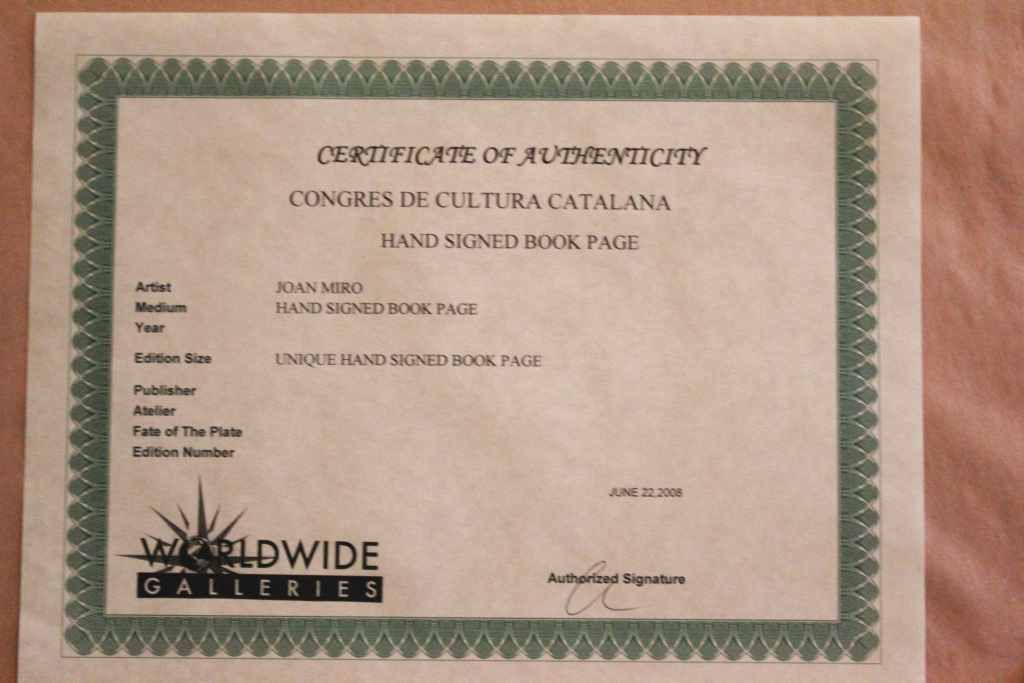 CERTIFICATE OF AUTHENTICITY
CONGRES DE CULTURA CATALANA
HAND SIGNED BOOK PAGE
Artist JOAN MIRO
Medium HAND SIGNED BOOK PAGE
Year
Edition Size UNIQUE HAND SIGNED BOOK PAGE
Publisher
Atelier
Fate of The Plate
Edition Number
JUNE 22,2008
WORLDWIDE
GALLERIES
Authorized Signature